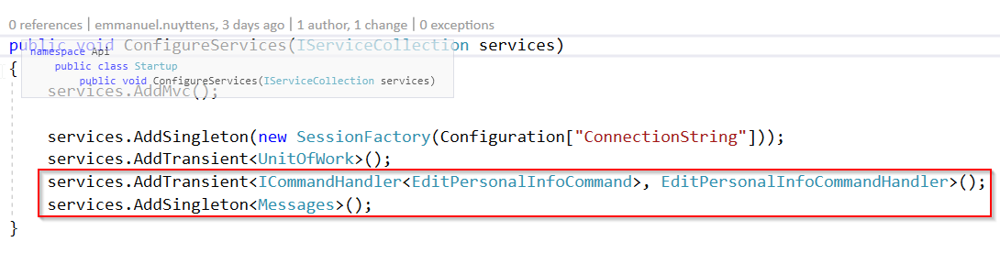 0 references | emmanuel.nuyttens, 3 days ago | 1 author, 1 change | 0 exceptions
public void ConfigureServices(IServiceCollection services)
namespace Api
{
public class Startup
public void ConfigureServices(IServiceCollection services)
services.AddMvc();
services.AddSingleton(new SessionFactory(Configuration["ConnectionString"]));
services.AddTransient<UnitOfWork>();
services.AddTransient<ICommandHandler<EditPersonalInfoCommand>, EditPersonalInfoCommandHandler>();
services.AddSingleton<Messages>();
}